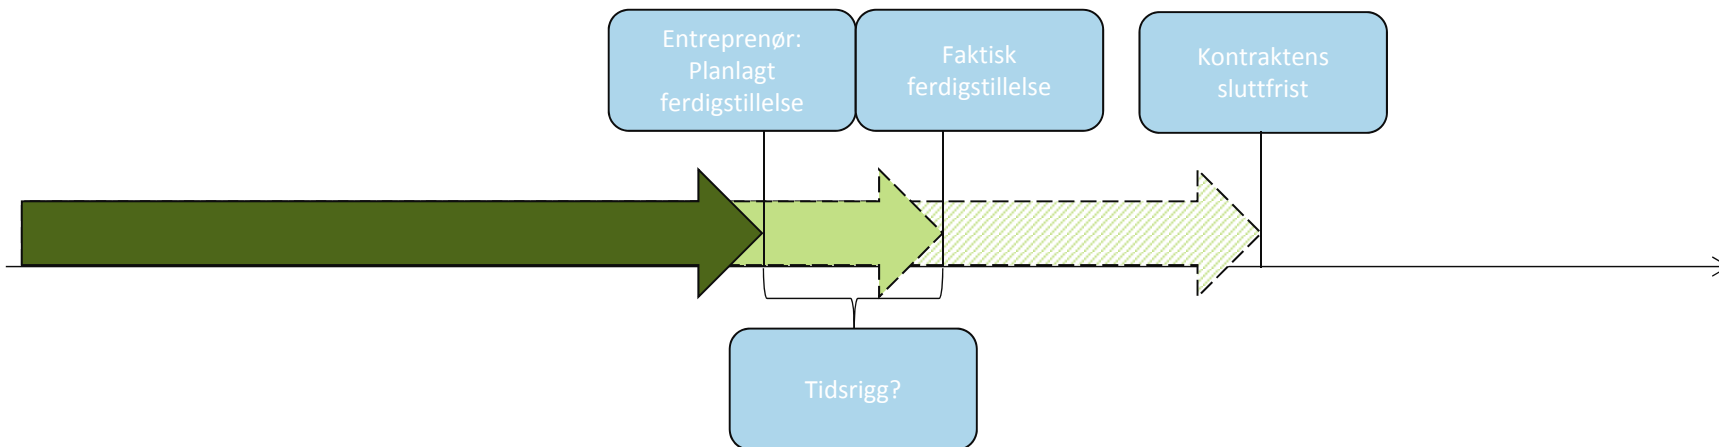 Entreprenør:
Planlagt
ferdigstillelse
Faktisk
ferdigstillelse
Kontraktens
sluttfrist
Tidsrigg?